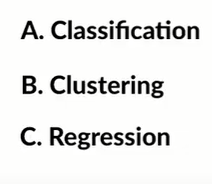 A. Classification
B. Clustering
C. Regression